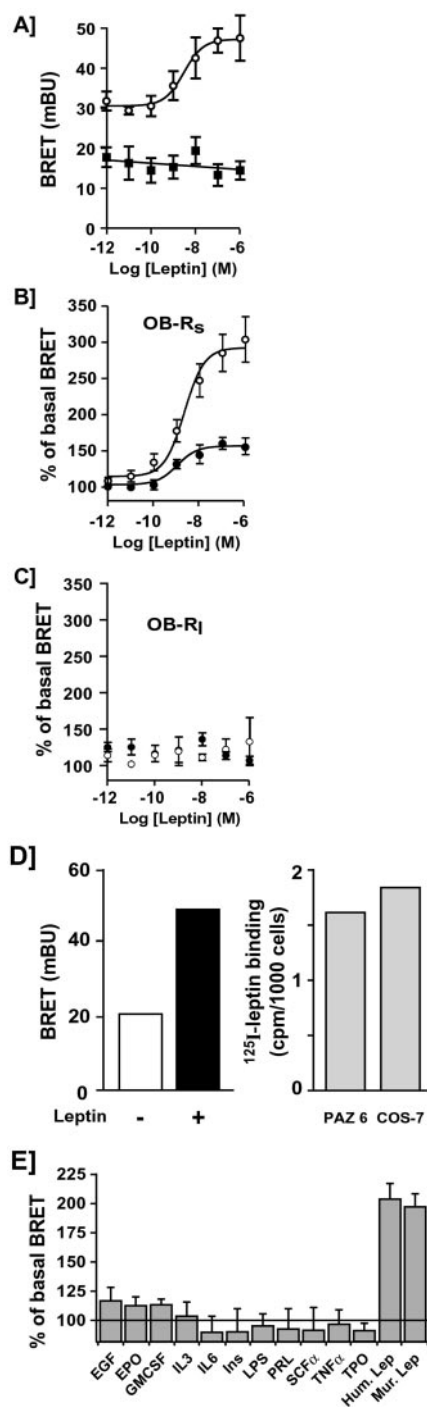 A]
50
40
30
20
10
0
BRET (mBU)
-12 -10 -8 -6
Log [Leptin] (M)
B]
OB-Rs
350
300
250
200
150
100
% of basal BRET
-12 -10 -8 -6
Log [Leptin] (M)
C]
OB-Rl
350
300
250
200
150
100
% of basal BRET
-12 -10 -8 -6
Log [Leptin] (M)
D]
60
40
20
0
BRET (mBU)
Leptin - +
2
1
0
125I-leptin binding
(cpm/1000 cells)
PAZ 6 COS-7
E]
225
200
175
150
125
100
% of basal BRET
EGF
EPO
GMCSF
IL3
IL6
Ins
LPS
PRL
SCFα
TNFα
TPO
Hum. Lep
Mur. Lep